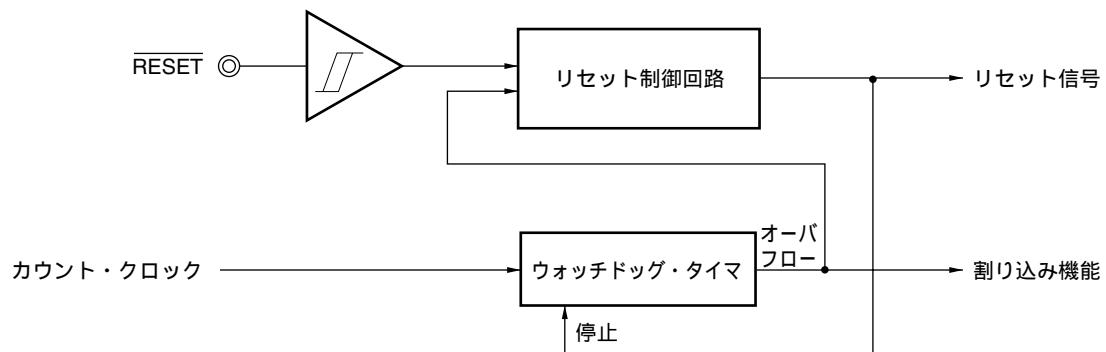 RESET
リセット制御回路
リセット信号
カウント・クロック
ウォッチドッグ・タイマ
オーバ
フロー
割り込み機能
停止